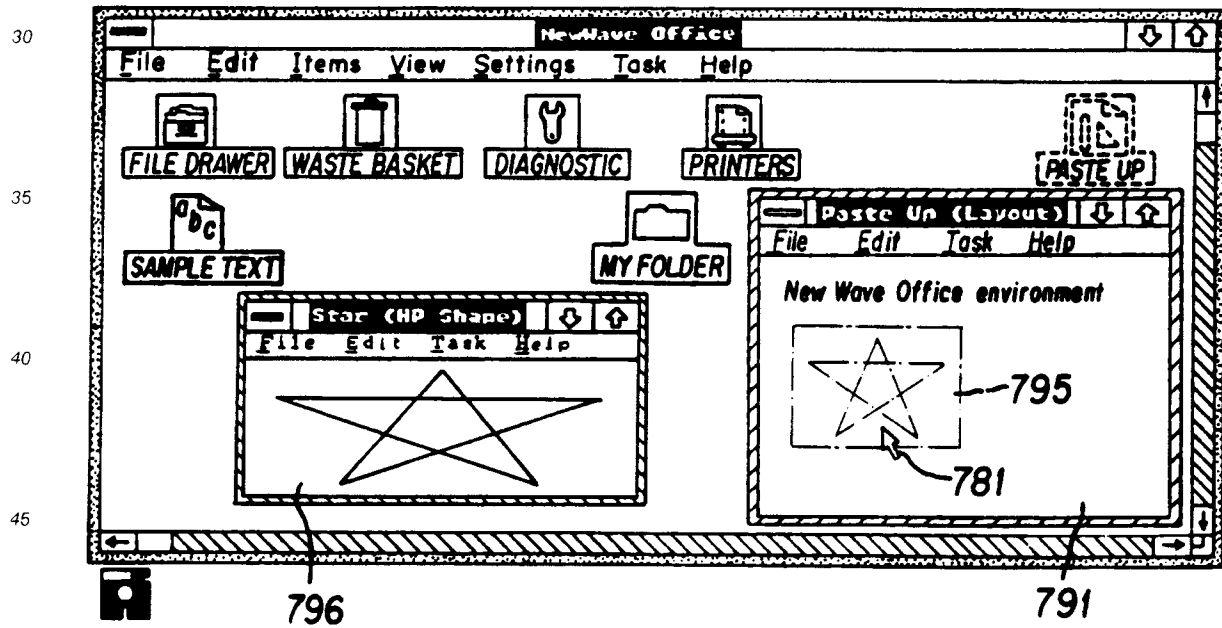 30
NewWave Office
File Edit Items View Settings Task Help
FILE DRAWER WASTE BASKET DIAGNOSTIC PRINTERS PASTE UP
35
abc
SAMPLE TEXT MY FOLDER
Paste Up (Layout)
File Edit Task Help
New Wave Office environment
Star (HP Shape)
File Edit Task Help
40
795
781
45
796 791